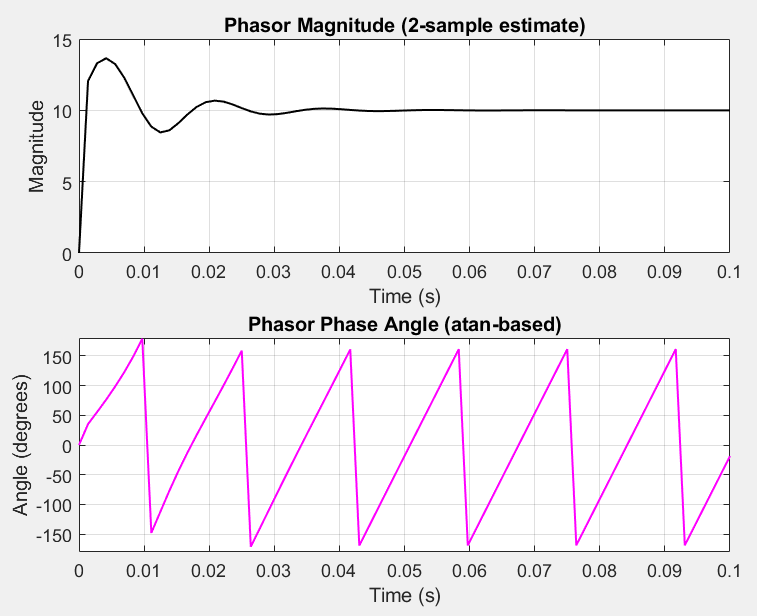 Phasor Magnitude (2-sample estimate)
15
10
5
0
Magnitude
0 0.01 0.02 0.03 0.04 0.05 0.06 0.07 0.08 0.09 0.1
Time (s)
Phasor Phase Angle (atan-based)
150
100
50
0
-50
-100
-150
Angle (degrees)
0 0.01 0.02 0.03 0.04 0.05 0.06 0.07 0.08 0.09 0.1
Time (s)